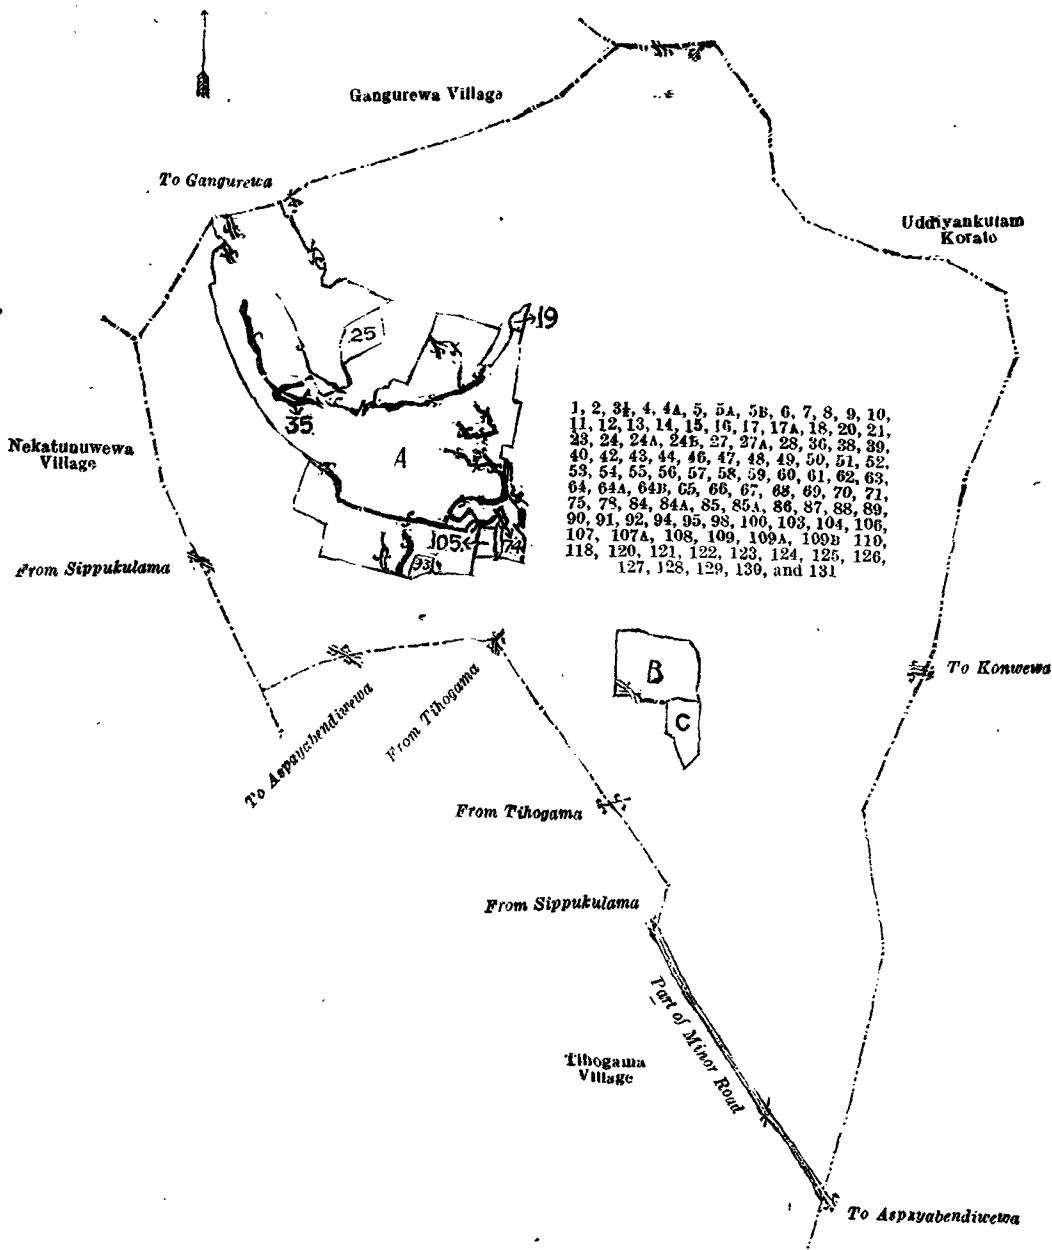 Gangurewa Village
To Gangurewa
Uddiyankulam
Korale
19
25
35
A
Nekatunuwewa
Village
1, 2, 3½, 4, 4A, 5, 5A, 5B, 6, 7, 8, 9, 10,
11, 12, 13, 14, 15, 16, 17, 17A, 18, 20, 21,
23, 24, 24A, 24B, 27, 27A, 28, 36, 38, 39,
40, 42, 43, 44, 46, 47, 48, 49, 50, 51, 52,
53, 54, 55, 56, 57, 58, 59, 60, 61, 62, 63,
64, 64A, 64B, 65, 66, 67, 68, 69, 70, 71,
75, 78, 84, 84A, 85, 85A, 86, 87, 88, 89,
90, 91, 92, 94, 95, 98, 100, 103, 104, 106,
107, 107A, 108, 109, 109A, 109B 110,
118, 120, 121, 122, 123, 124, 125, 126,
127, 128, 129, 130, and 131
105
74
93
From Sippukulama
B
C
To Konwewa
To Aspayabendiwewa
From Tihogama
From Tihogama
From Sippukulama
Part of Minor Road
Tihogama
Village
To Aspayabendiwewa